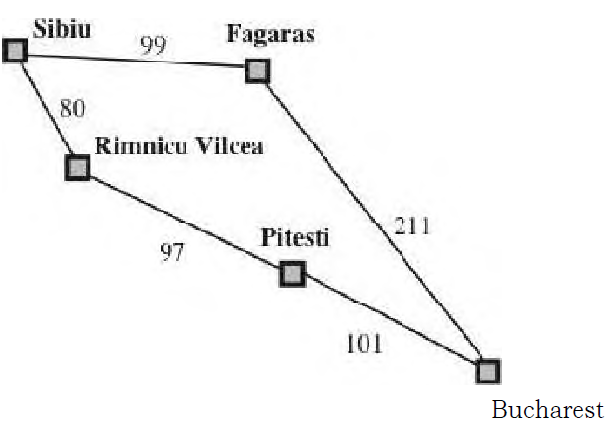 Sibiu
Fagaras
99
80
Rimnicu Vilcea
211
Pitesti
97
101
Bucharest